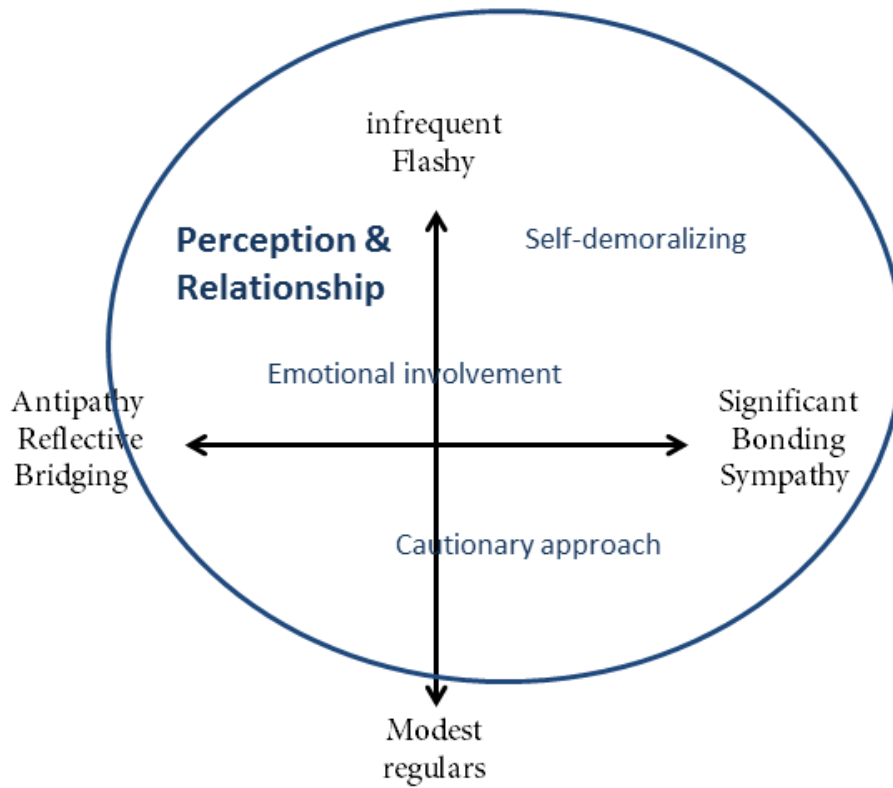 infrequent
Flashy
Perception &
Relationship
Self-demoralizing
Emotional involvement
Antipathy
Reflective
Bridging
Significant
Bonding
Sympathy
Cautionary approach
Modest
regulars